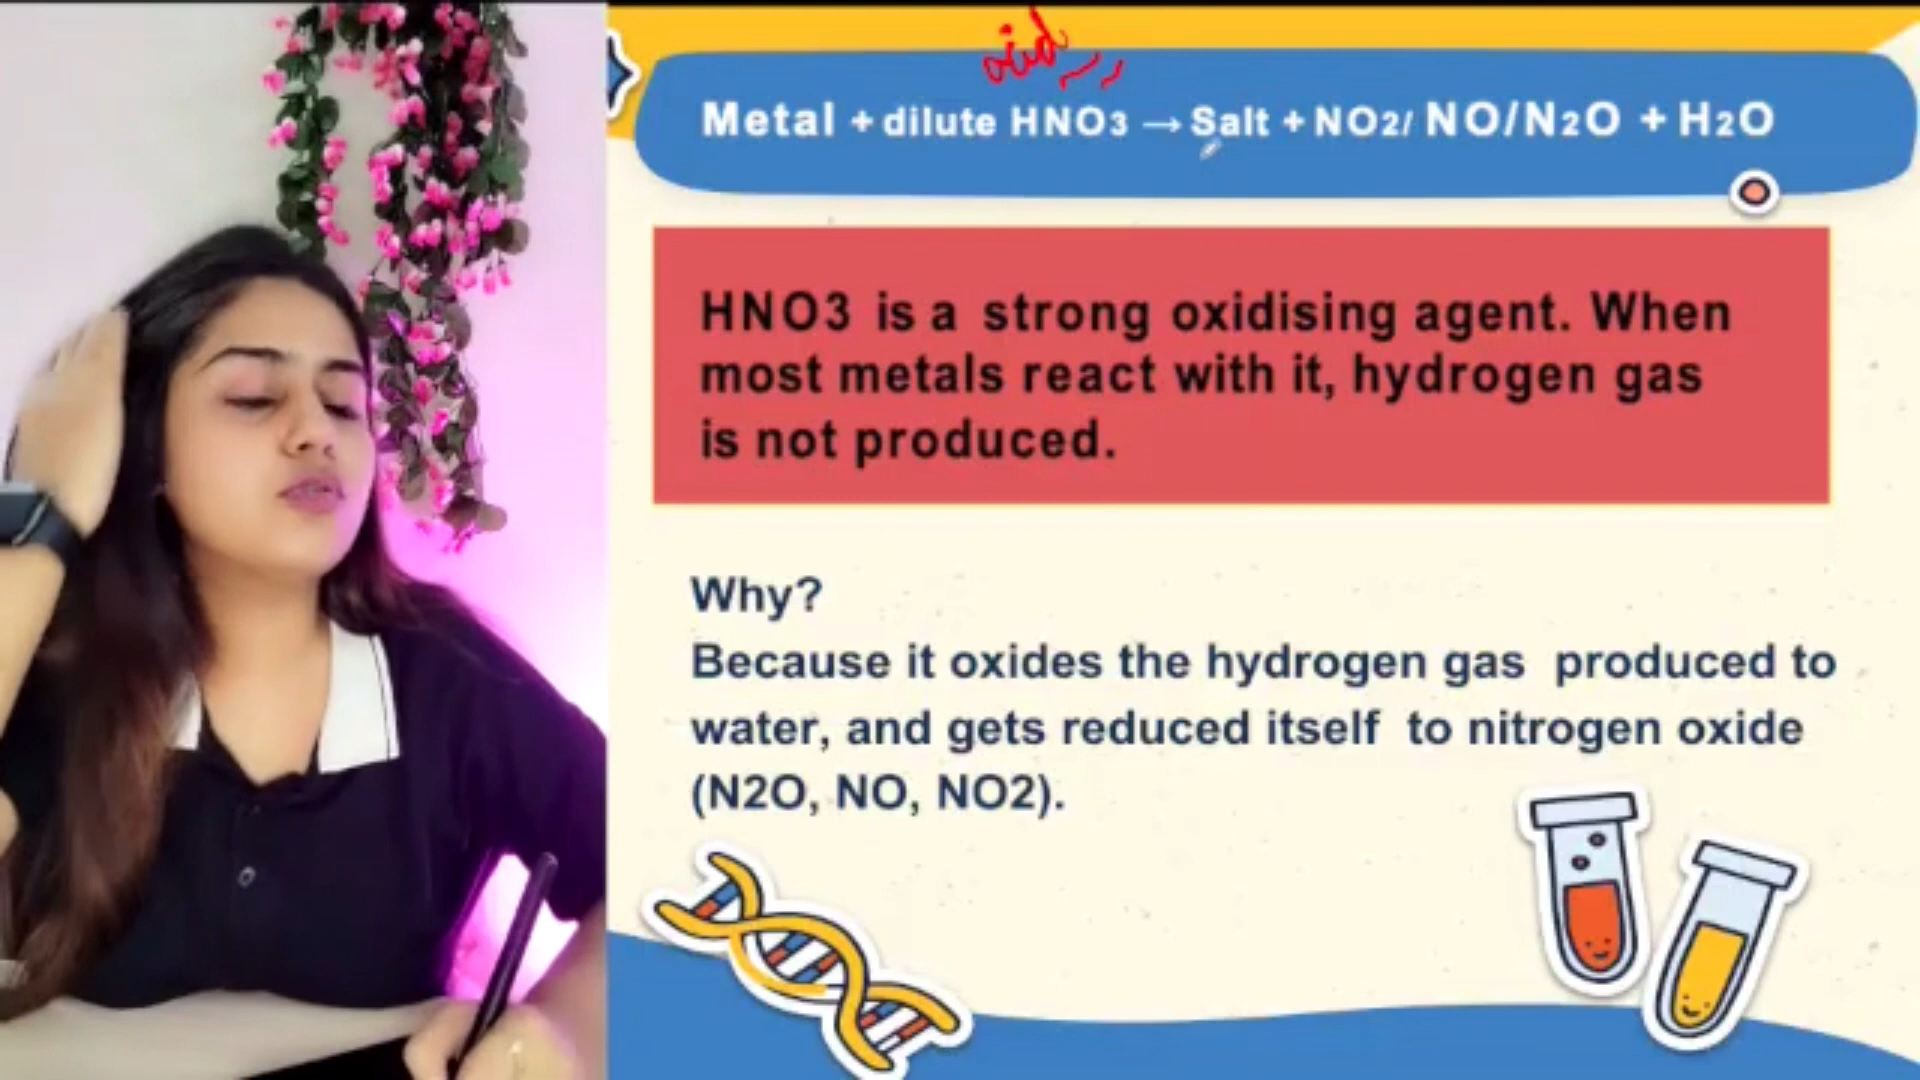 acid
Metal + dilute HNO3 → Salt + NO2/ NO/N2O + H2O
HNO3 is a strong oxidising agent. When
most metals react with it, hydrogen gas
is not produced.
Why?
Because it oxides the hydrogen gas produced to
water, and gets reduced itself to nitrogen oxide
(N2O, NO, NO2).